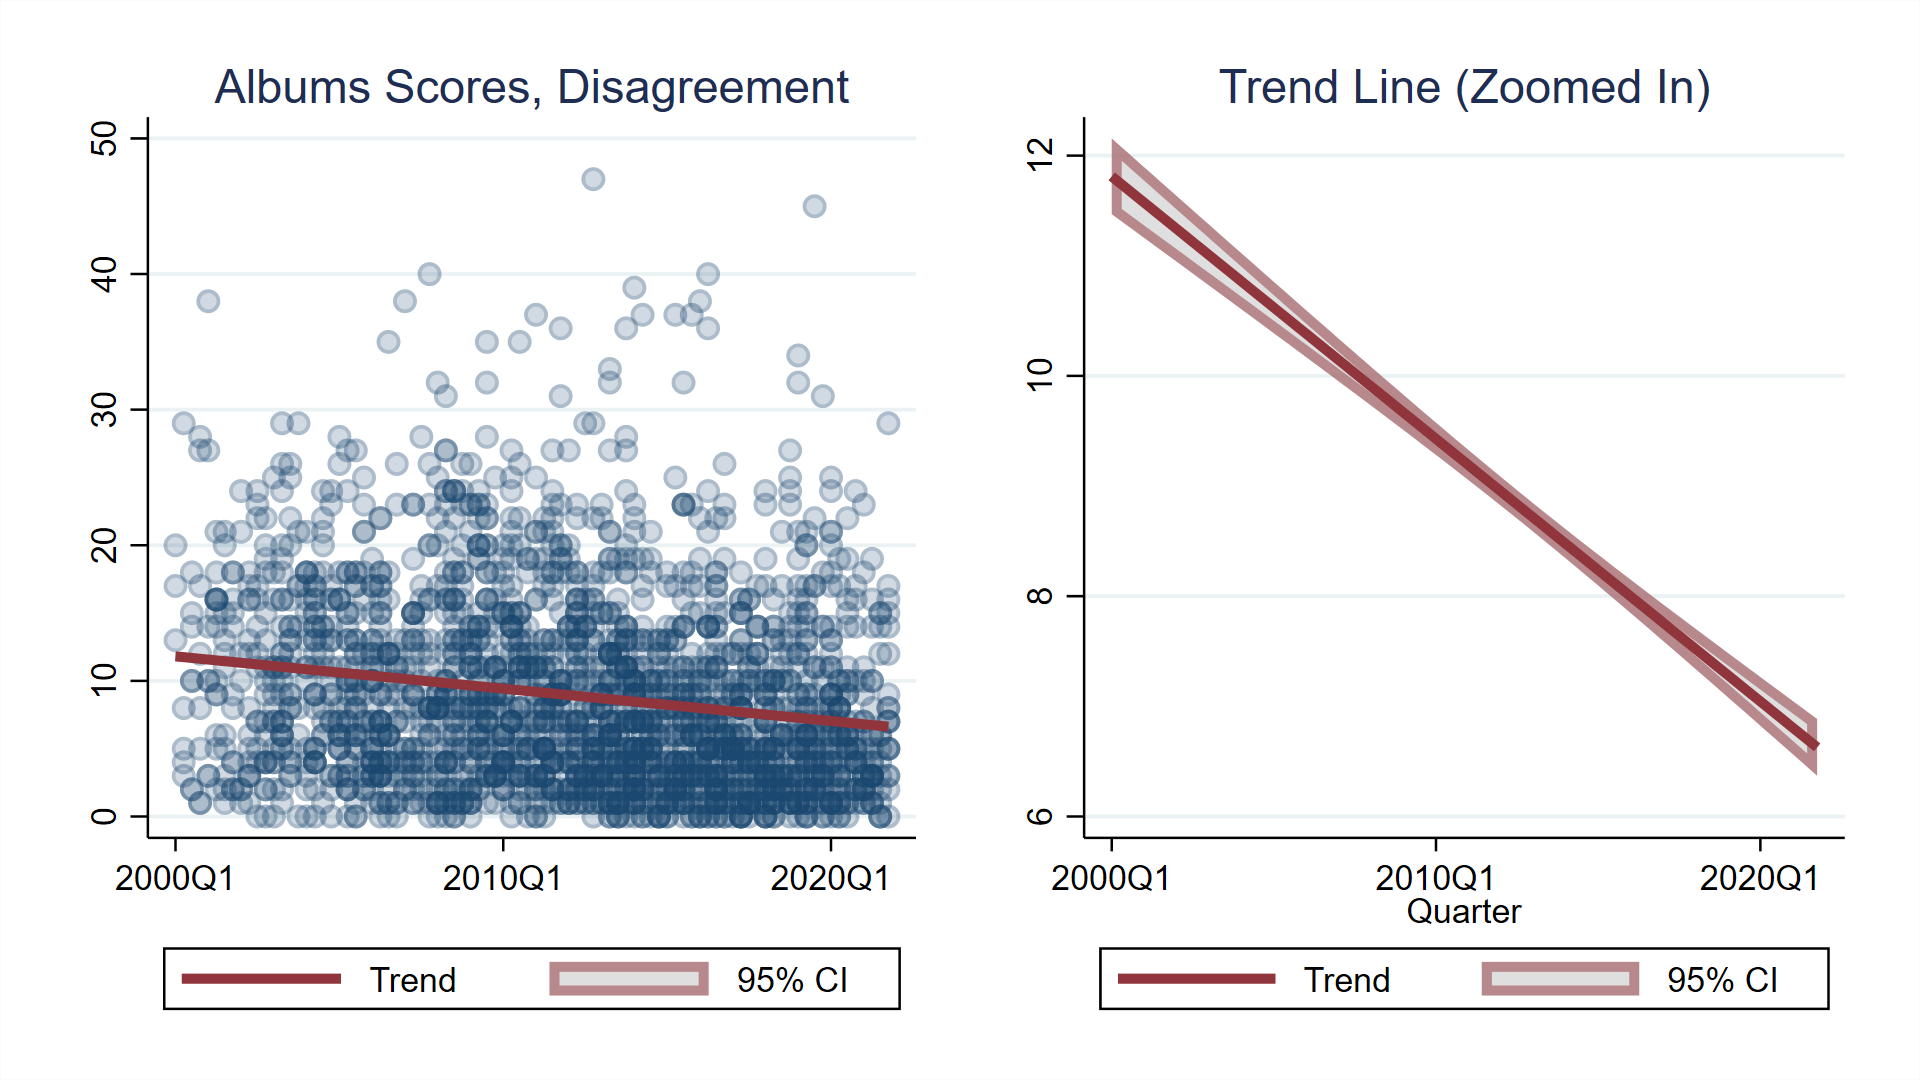 Albums Scores, Disagreement
50
40
30
20
10
0
2000Q1 2010Q1 2020Q1
Trend 95% CI
Trend Line (Zoomed In)
12
10
8
6
2000Q1 2010Q1 2020Q1
Quarter
Trend 95% CI